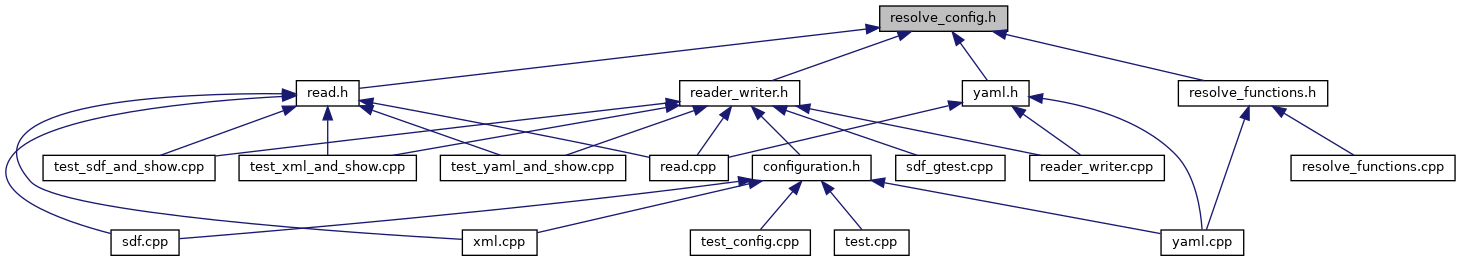 resolve_config.h
read.h
reader_writer.h
yaml.h
resolve_functions.h
test_sdf_and_show.cpp
test_xml_and_show.cpp
test_yaml_and_show.cpp
read.cpp
configuration.h
sdf_gtest.cpp
reader_writer.cpp
resolve_functions.cpp
sdf.cpp
xml.cpp
test_config.cpp
test.cpp
yaml.cpp